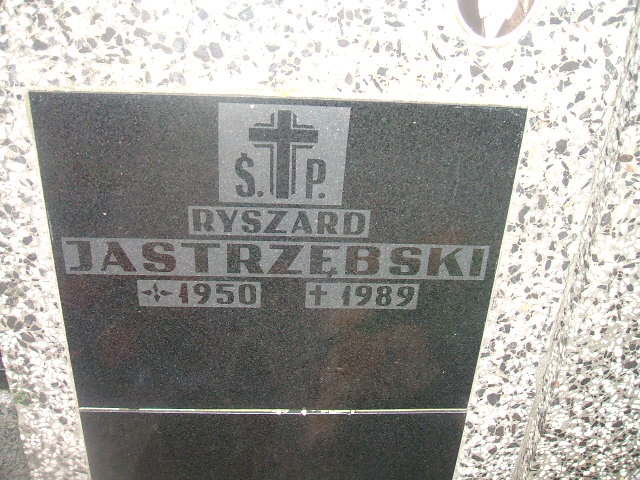 Ś. P.
RYSZARD
JASTRZĘBSKI
1950 1989